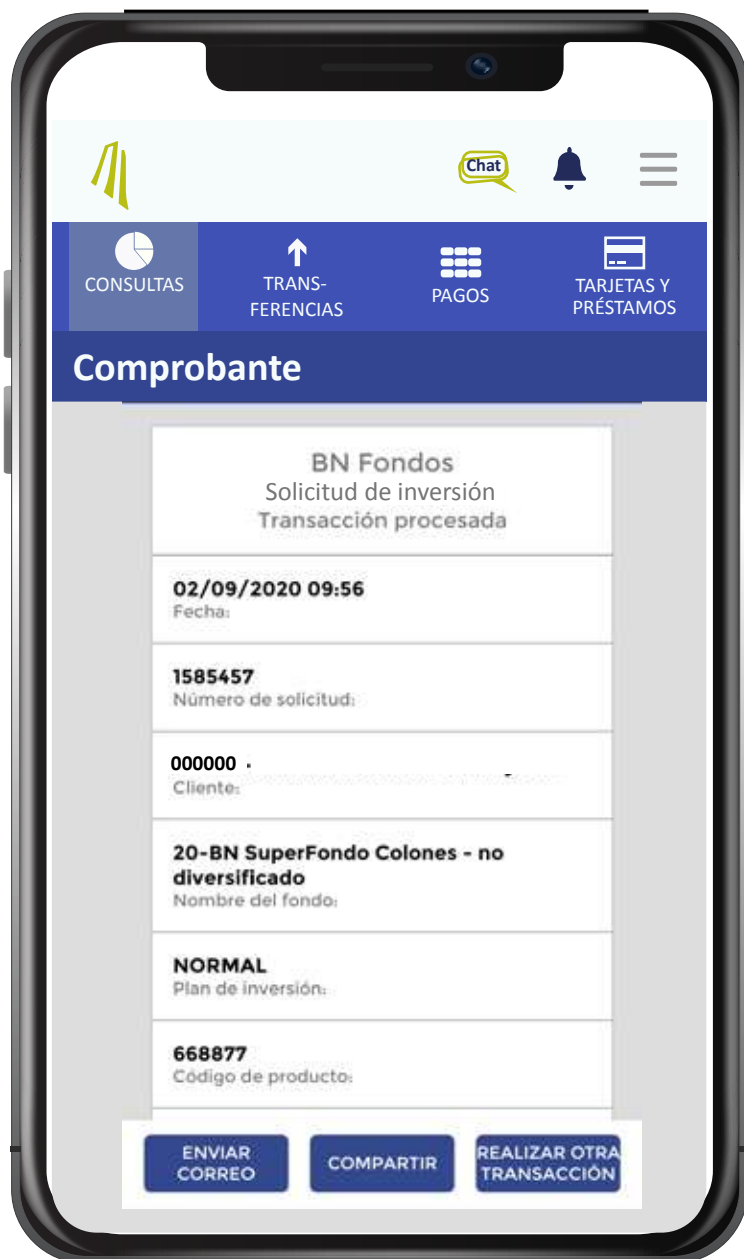 Chat
CONSULTAS
TRANS-
FERENCIAS
PAGOS
TARJETAS Y
PRÉSTAMOS
Comprobante
BN Fondos
Solicitud de inversión
Transacción procesada
02/09/2020 09:56
Fecha:
1585457
Número de solicitud:
000000
Cliente:
20-BN SuperFondo Colones - no
diversificado
Nombre del fondo:
NORMAL
Plan de inversión:
668877
Código de producto:
ENVIAR
CORREO
COMPARTIR
REALIZAR OTRA
TRANSACCIÓN